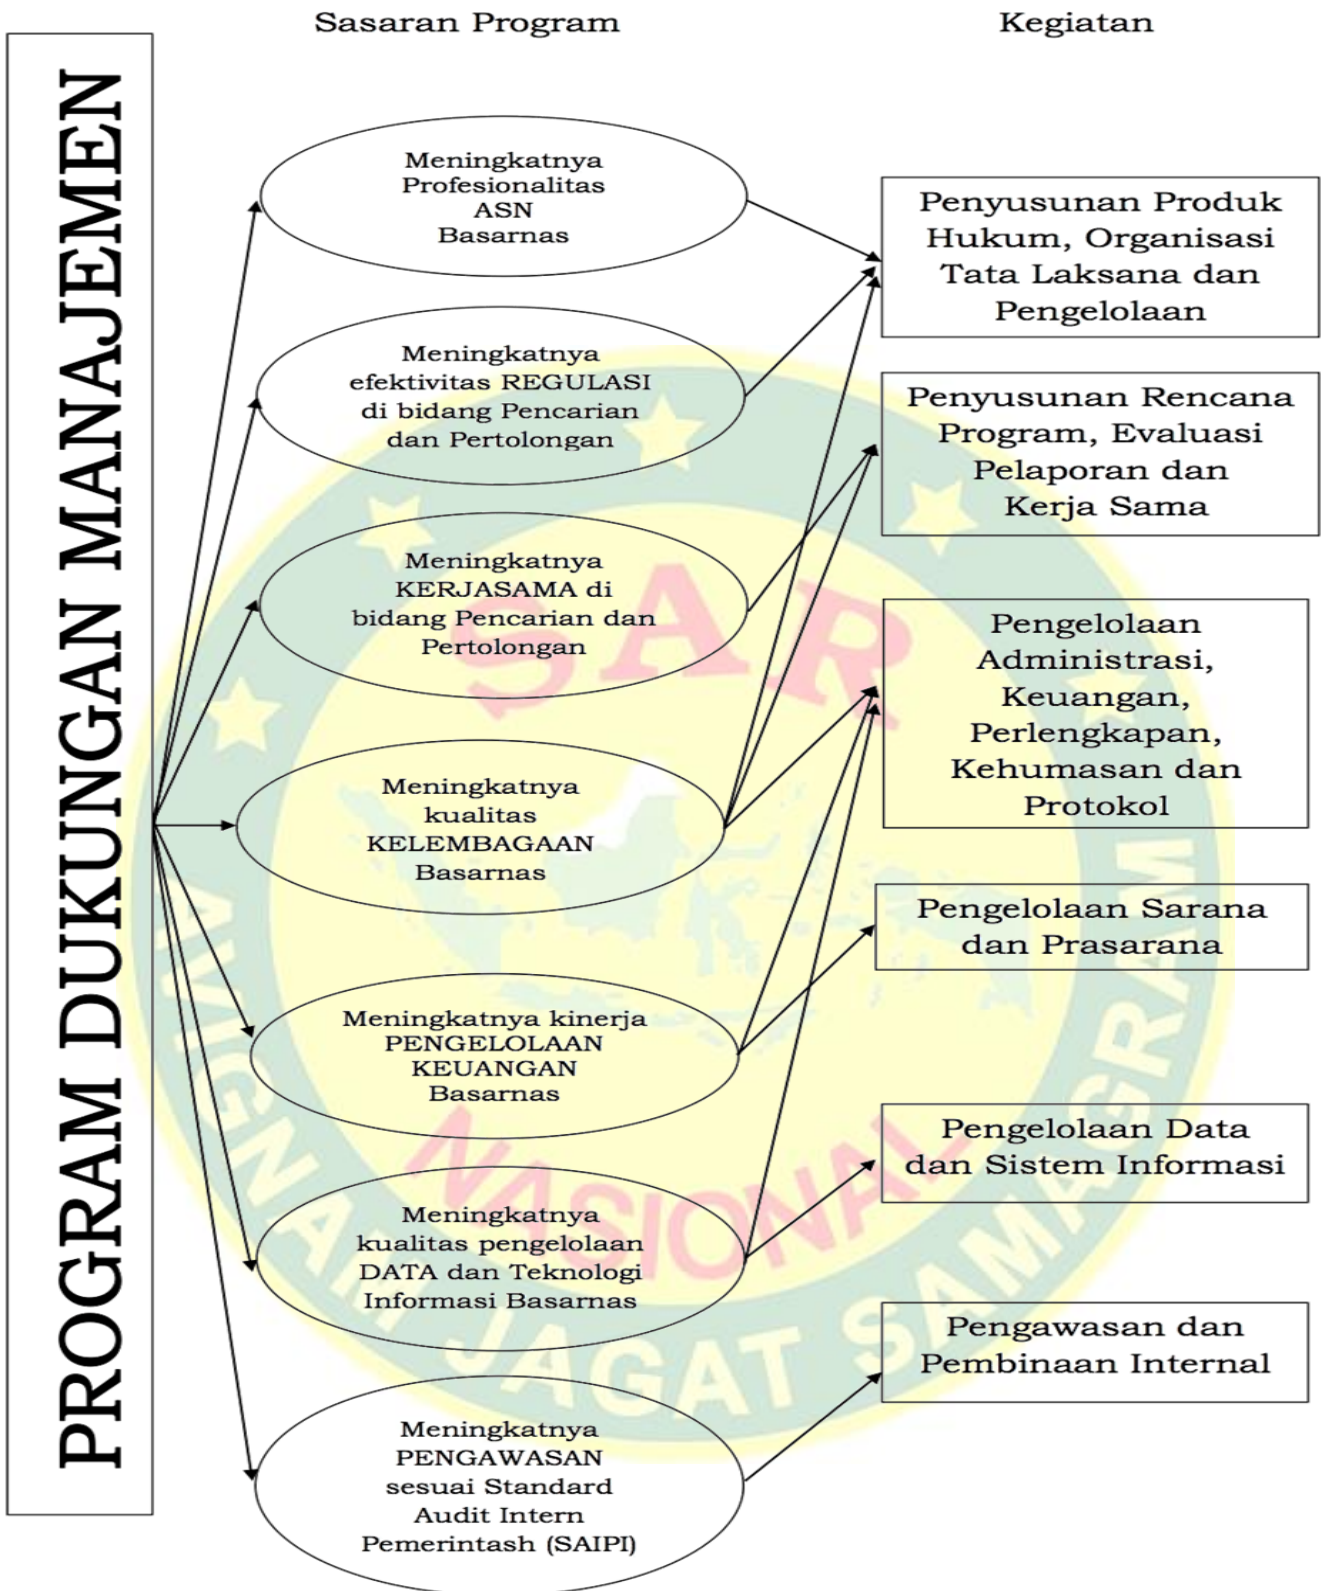 Sasaran Program
Kegiatan
PROGRAM DUKUNGAN MANAJEMEN
Meningkatnya
Profesionalitas
ASN
Basarnas
Meningkatnya
efektivitas REGULASI
di bidang Pencarian
dan Pertolongan
Meningkatnya
KERJASAMA di
bidang Pencarian dan
Pertolongan
Meningkatnya
kualitas
KELEMBAGAAN
Basarnas
Meningkatnya kinerja
PENGELOLAAN
KEUANGAN
Basarnas
Meningkatnya
kualitas pengelolaan
DATA dan Teknologi
Informasi Basarnas
Meningkatnya
PENGAWASAN
sesuai Standard
Audit Intern
Pemerintash (SAIPI)
Penyusunan Produk
Hukum, Organisasi
Tata Laksana dan
Pengelolaan
Penyusunan Rencana
Program, Evaluasi
Pelaporan dan
Kerja Sama
Pengelolaan
Administrasi,
Keuangan,
Perlengkapan,
Kehumasan dan
Protokol
Pengelolaan Sarana
dan Prasarana
Pengelolaan Data
dan Sistem Informasi
Pengawasan dan
Pembinaan Internal
SAR
NASIONAL
AVIGNAM JAGAT SAMAGRAM